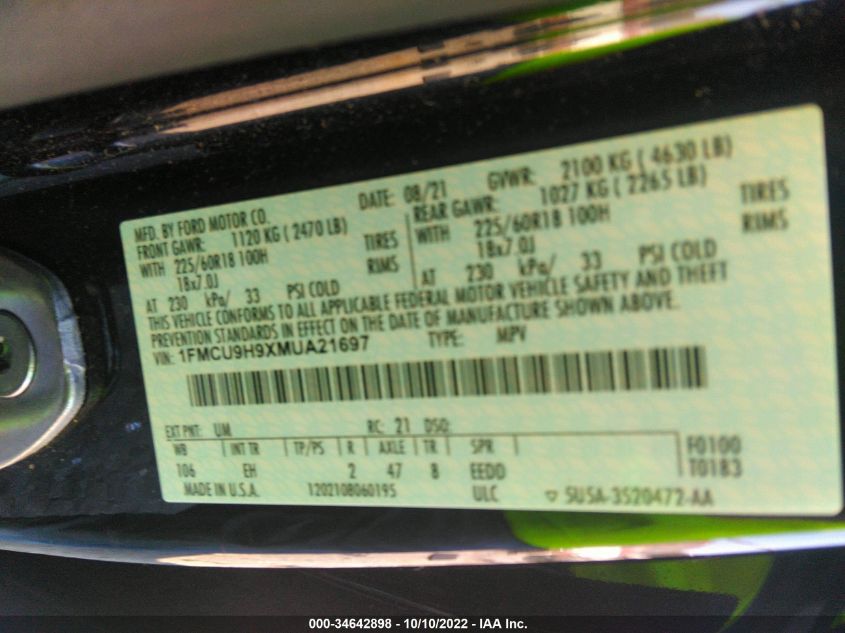 MFD. BY FORD MOTOR CO.
DATE: 08/21 GVWR: 2100 KG ( 4630 LB)
FRONT GAWR: 1120 KG ( 2470 LB) REAR GAWR: 1027 KG ( 2265 LB)
WITH 225/60R18 100H TIRES WITH 225/60R18 100H TIRES
18x7.0J RIMS 18x7.0J RIMS
AT 230 kPa/ 33 PSI COLD AT 230 kPa/ 33 PSI COLD
THIS VEHICLE CONFORMS TO ALL APPLICABLE FEDERAL MOTOR VEHICLE SAFETY AND THEFT
PREVENTION STANDARDS IN EFFECT ON THE DATE OF MANUFACTURE SHOWN ABOVE.
VIN: 1FMCU9H9XMUA21697 TYPE: MPV
EXT PNT: UM RC: 21 DSO:
WB INT TR TP/PS R AXLE TR SPR F0100
106 EH 2 47 8 EEDD T0183
MADE IN U.S.A. 1202108060195 ULC SU5A-3520472-AA
000-34642898 - 10/10/2022 - IAA Inc.